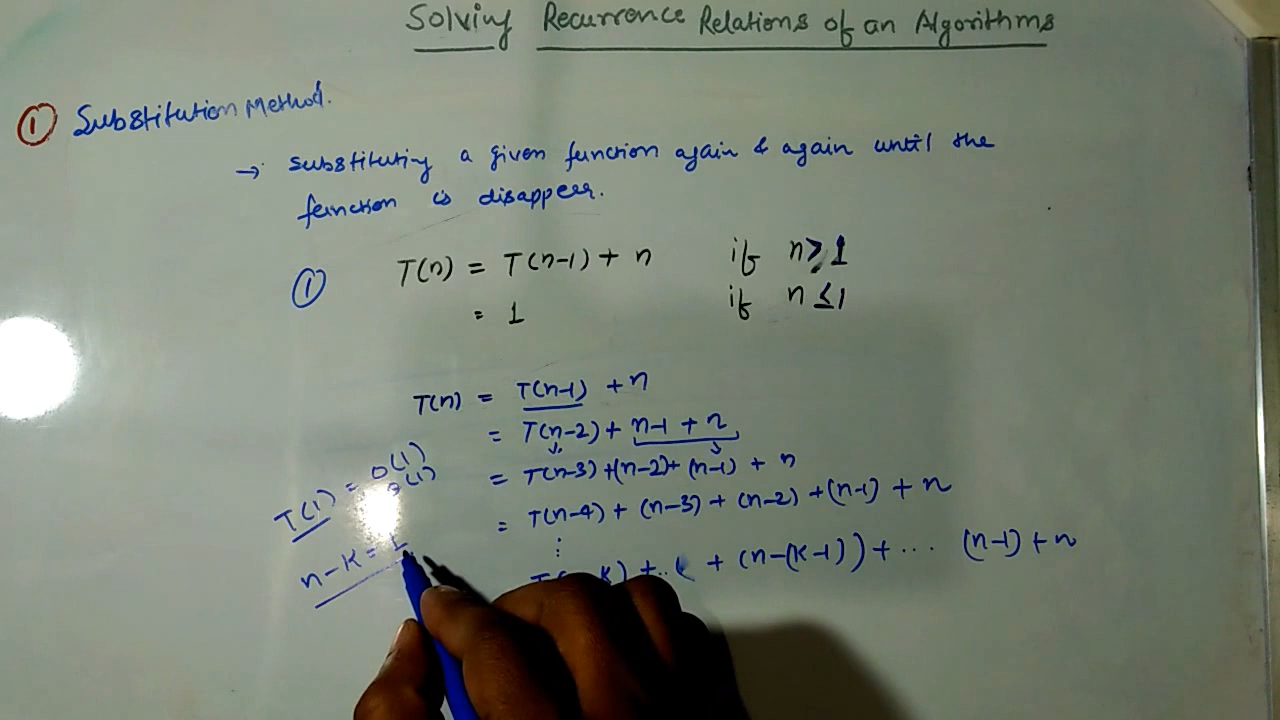 Solving Recurrence Relations of an Algorithms
① Substitution Method.
→ substituting a given function again & again until the
function is disappear.
① T(n) = T(n-1) + n if n>1
= 1 if n ≤1
T(n) = T(n-1) + n
= T(n-2) + n-1 + n
= T(n-3) + (n-2) + (n-1) + n
= T(n-4) + (n-3) + (n-2) + (n-1) + n
⋮
K) + .. + (n-(K-1)) + ... (n-1) + n
T(1) = O(1)
n-K = 1